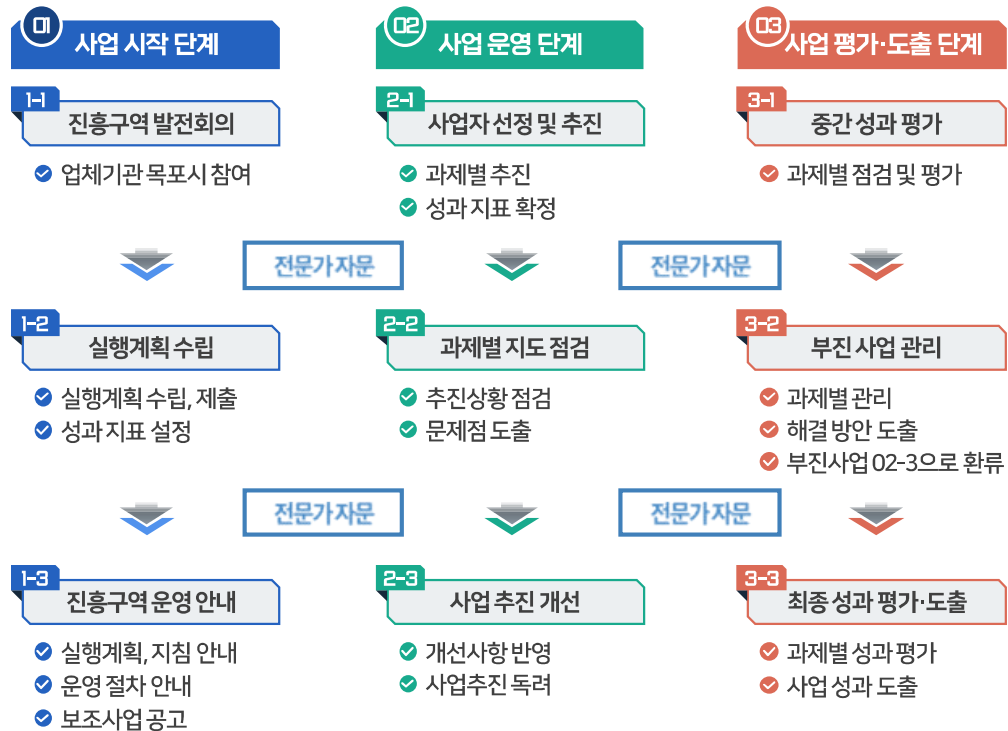 01
사업 시작 단계
1-1
진흥구역 발전회의
업체기관 목포시 참여
1-2
실행계획 수립
실행계획 수립, 제출
성과 지표 설정
1-3
진흥구역 운영 안내
실행계획, 지침 안내
운영 절차 안내
보조사업 공고
전문가 자문
전문가 자문
02
사업 운영 단계
2-1
사업자 선정 및 추진
과제별 추진
성과 지표 확정
2-2
과제별 지도 점검
추진상황 점검
문제점 도출
2-3
사업 추진 개선
개선사항 반영
사업추진 독려
전문가 자문
전문가 자문
03
사업 평가·도출 단계
3-1
중간 성과 평가
과제별 점검 및 평가
3-2
부진 사업 관리
과제별 관리
해결 방안 도출
부진사업 02-3으로 환류
3-3
최종 성과 평가·도출
과제별 성과 평가
사업 성과 도출